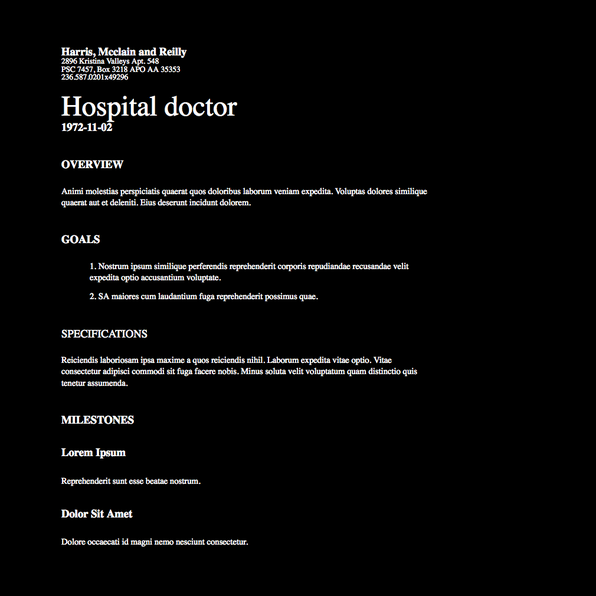 Harris, Mcclain and Reilly
2896 Kristina Valleys Apt. 548
PSC 7457, Box 3218 APO AA 35353
236.587.0201x49296
Hospital doctor
1972-11-02
OVERVIEW
Animi molestias perspiciatis quaerat quos doloribus laborum veniam expedita. Voluptas dolores similique
quaerat aut et deleniti. Eius deserunt incidunt dolorem.
GOALS
1. Nostrum ipsum similique perferendis reprehenderit corporis repudiandae recusandae velit
expedita optio accusantium voluptate.
2. SA maiores cum laudantium fuga reprehenderit possimus quae.
SPECIFICATIONS
Reiciendis laboriosam ipsa maxime a quos reiciendis nihil. Laborum expedita vitae optio. Vitae
consectetur adipisci commodi sit fuga facere nobis. Minus soluta velit voluptatum quam distinctio quis
tenetur assumenda.
MILESTONES
Lorem Ipsum
Reprehenderit sunt esse beatae nostrum.
Dolor Sit Amet
Dolore occaecati id magni nemo nesciunt consectetur.